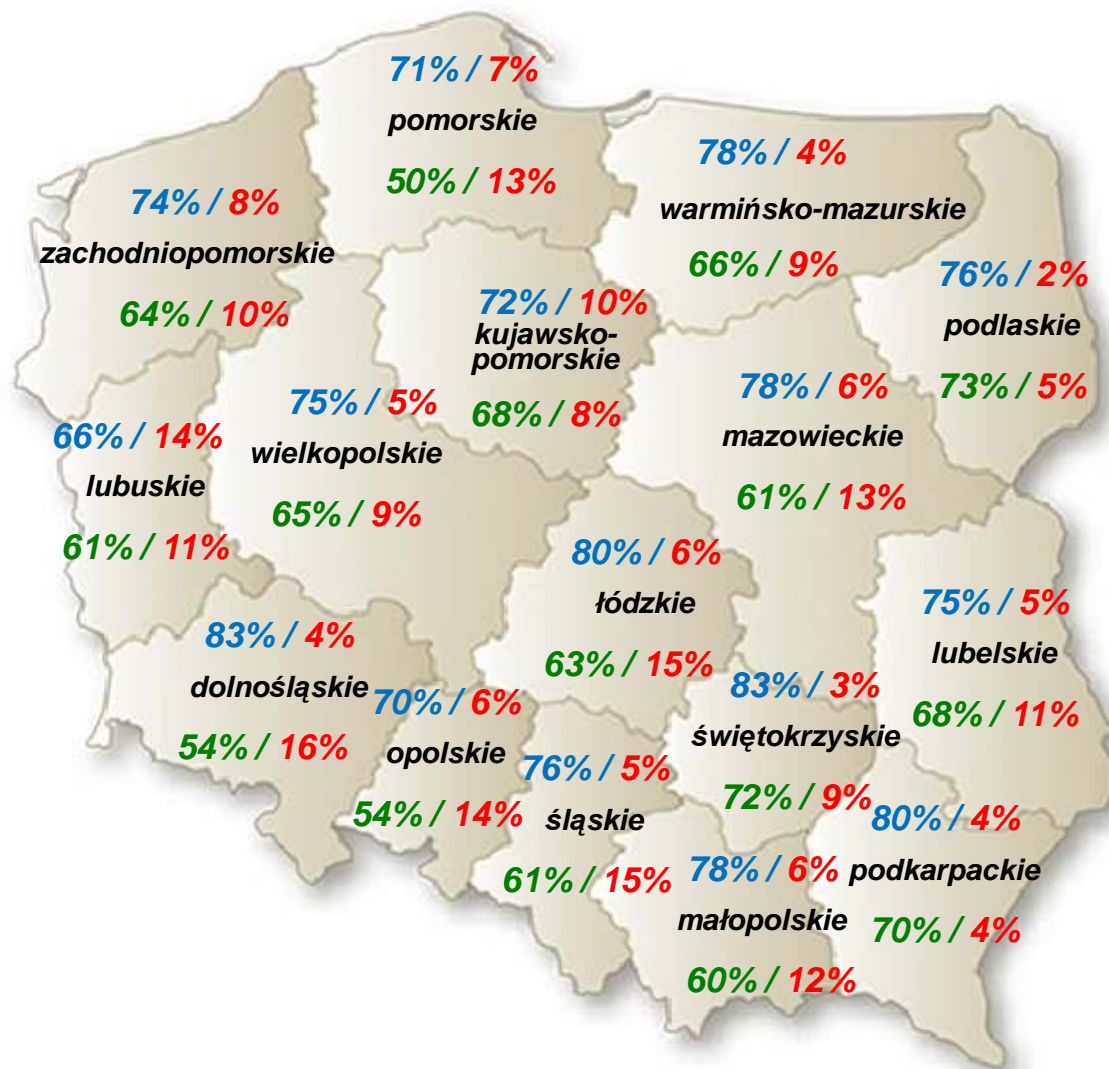 71% / 7%
pomorskie
50% / 13%
78% / 4%
warmińsko-mazurskie
66% / 9%
74% / 8%
zachodniopomorskie
64% / 10%
72% / 10%
kujawsko-
pomorskie
68% / 8%
76% / 2%
podlaskie
73% / 5%
75% / 5%
wielkopolskie
65% / 9%
78% / 6%
mazowieckie
61% / 13%
66% / 14%
lubuskie
61% / 11%
80% / 6%
łódzkie
63% / 15%
75% / 5%
lubelskie
68% / 11%
83% / 4%
dolnośląskie
54% / 16%
70% / 6%
opolskie
54% / 14%
76% / 5%
śląskie
61% / 15%
83% / 3%
świętokrzyskie
72% / 9%
78% / 6%
małopolskie
60% / 12%
80% / 4%
podkarpackie
70% / 4%